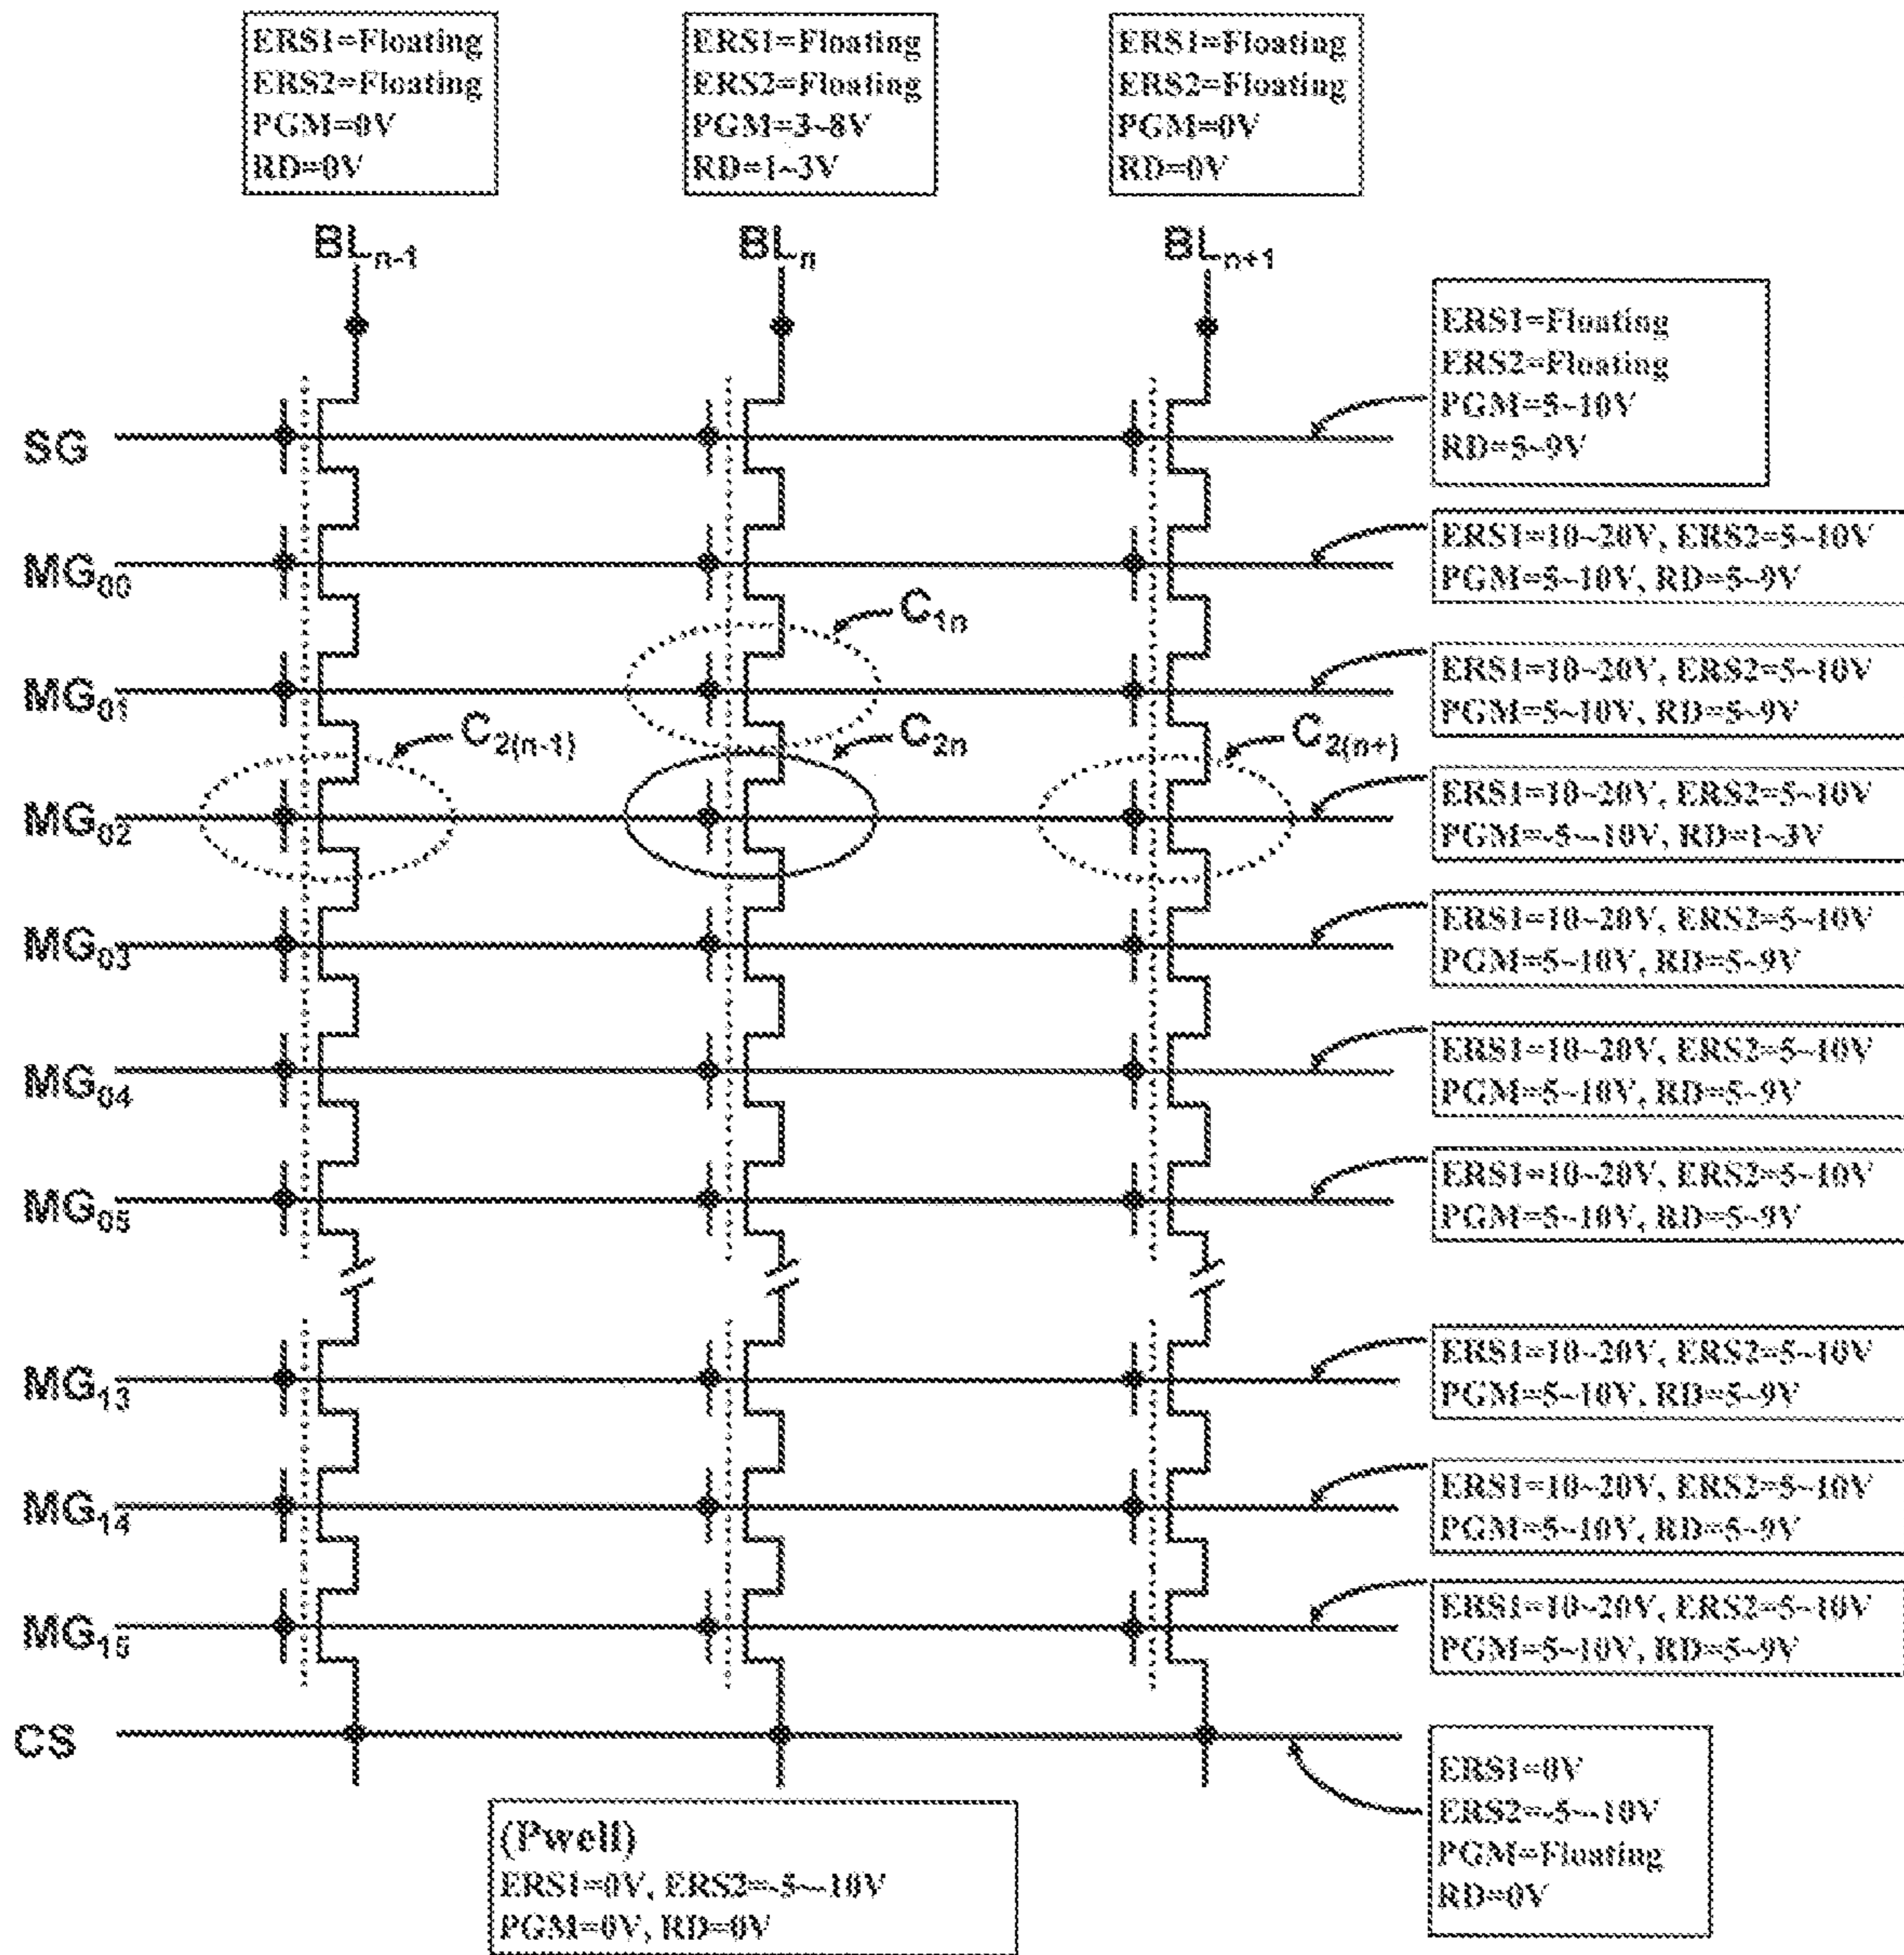 ERS1=Floating
ERS2=Floating
PGM=0V
RD=0V
ERS1=Floating
ERS2=Floating
PGM=3~8V
RD=1~3V
ERS1=Floating
ERS2=Floating
PGM=0V
RD=0V
BLn-1
BLn
BLn+1
ERS1=Floating
ERS2=Floating
PGM=5~10V
RD=5~9V
SG
MG00
ERS1=10~20V, ERS2=5~10V
PGM=5~10V, RD=5~9V
C1n
MG01
ERS1=10~20V, ERS2=5~10V
PGM=5~10V, RD=5~9V
C2(n-1)
C2n
C2(n+)
MG02
ERS1=10~20V, ERS2=5~10V
PGM=-5~-10V, RD=1~3V
MG03
ERS1=10~20V, ERS2=5~10V
PGM=5~10V, RD=5~9V
MG04
ERS1=10~20V, ERS2=5~10V
PGM=5~10V, RD=5~9V
MG05
ERS1=10~20V, ERS2=5~10V
PGM=5~10V, RD=5~9V
MG13
ERS1=10~20V, ERS2=5~10V
PGM=5~10V, RD=5~9V
MG14
ERS1=10~20V, ERS2=5~10V
PGM=5~10V, RD=5~9V
MG15
ERS1=10~20V, ERS2=5~10V
PGM=5~10V, RD=5~9V
CS
ERS1=0V
ERS2=-5~-10V
PGM=Floating
RD=0V
(Pwell)
ERS1=0V, ERS2=-5~-10V
PGM=0V, RD=0V